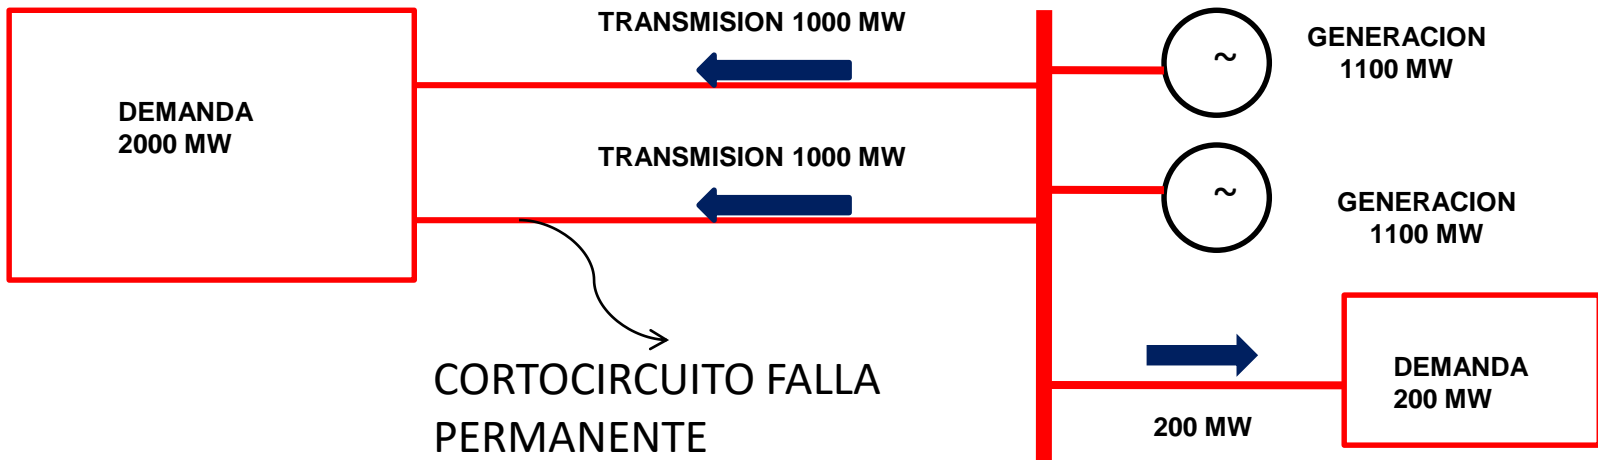 TRANSMISION 1000 MW
~
GENERACION
1100 MW
DEMANDA
2000 MW
TRANSMISION 1000 MW
~
GENERACION
1100 MW
CORTOCIRCUITO FALLA
PERMANENTE
DEMANDA
200 MW
200 MW